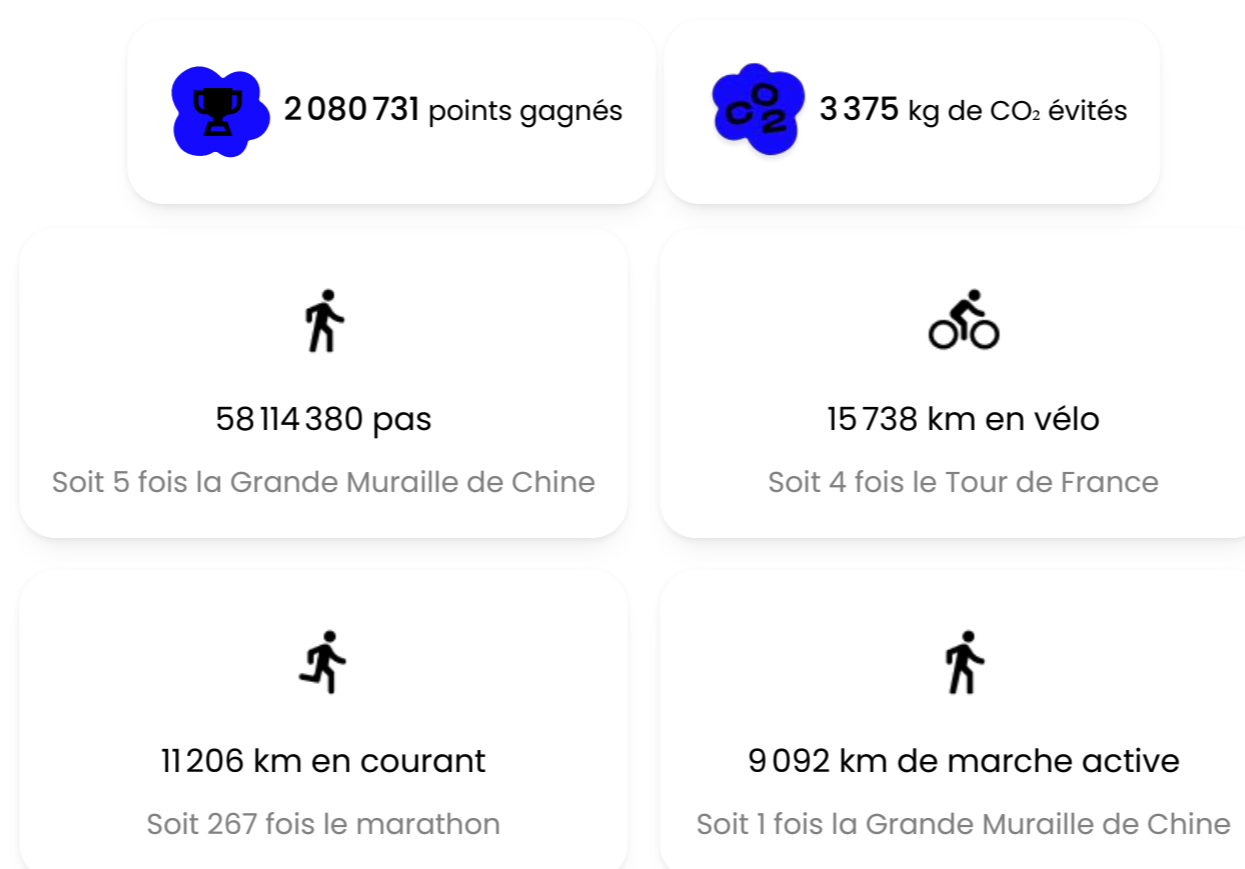 2 080 731 points gagnés
CO2
3 375 kg de CO₂ évités
58 114 380 pas
15 738 km en vélo
Soit 5 fois la Grande Muraille de Chine
Soit 4 fois le Tour de France
11 206 km en courant
9 092 km de marche active
Soit 267 fois le marathon
Soit 1 fois la Grande Muraille de Chine